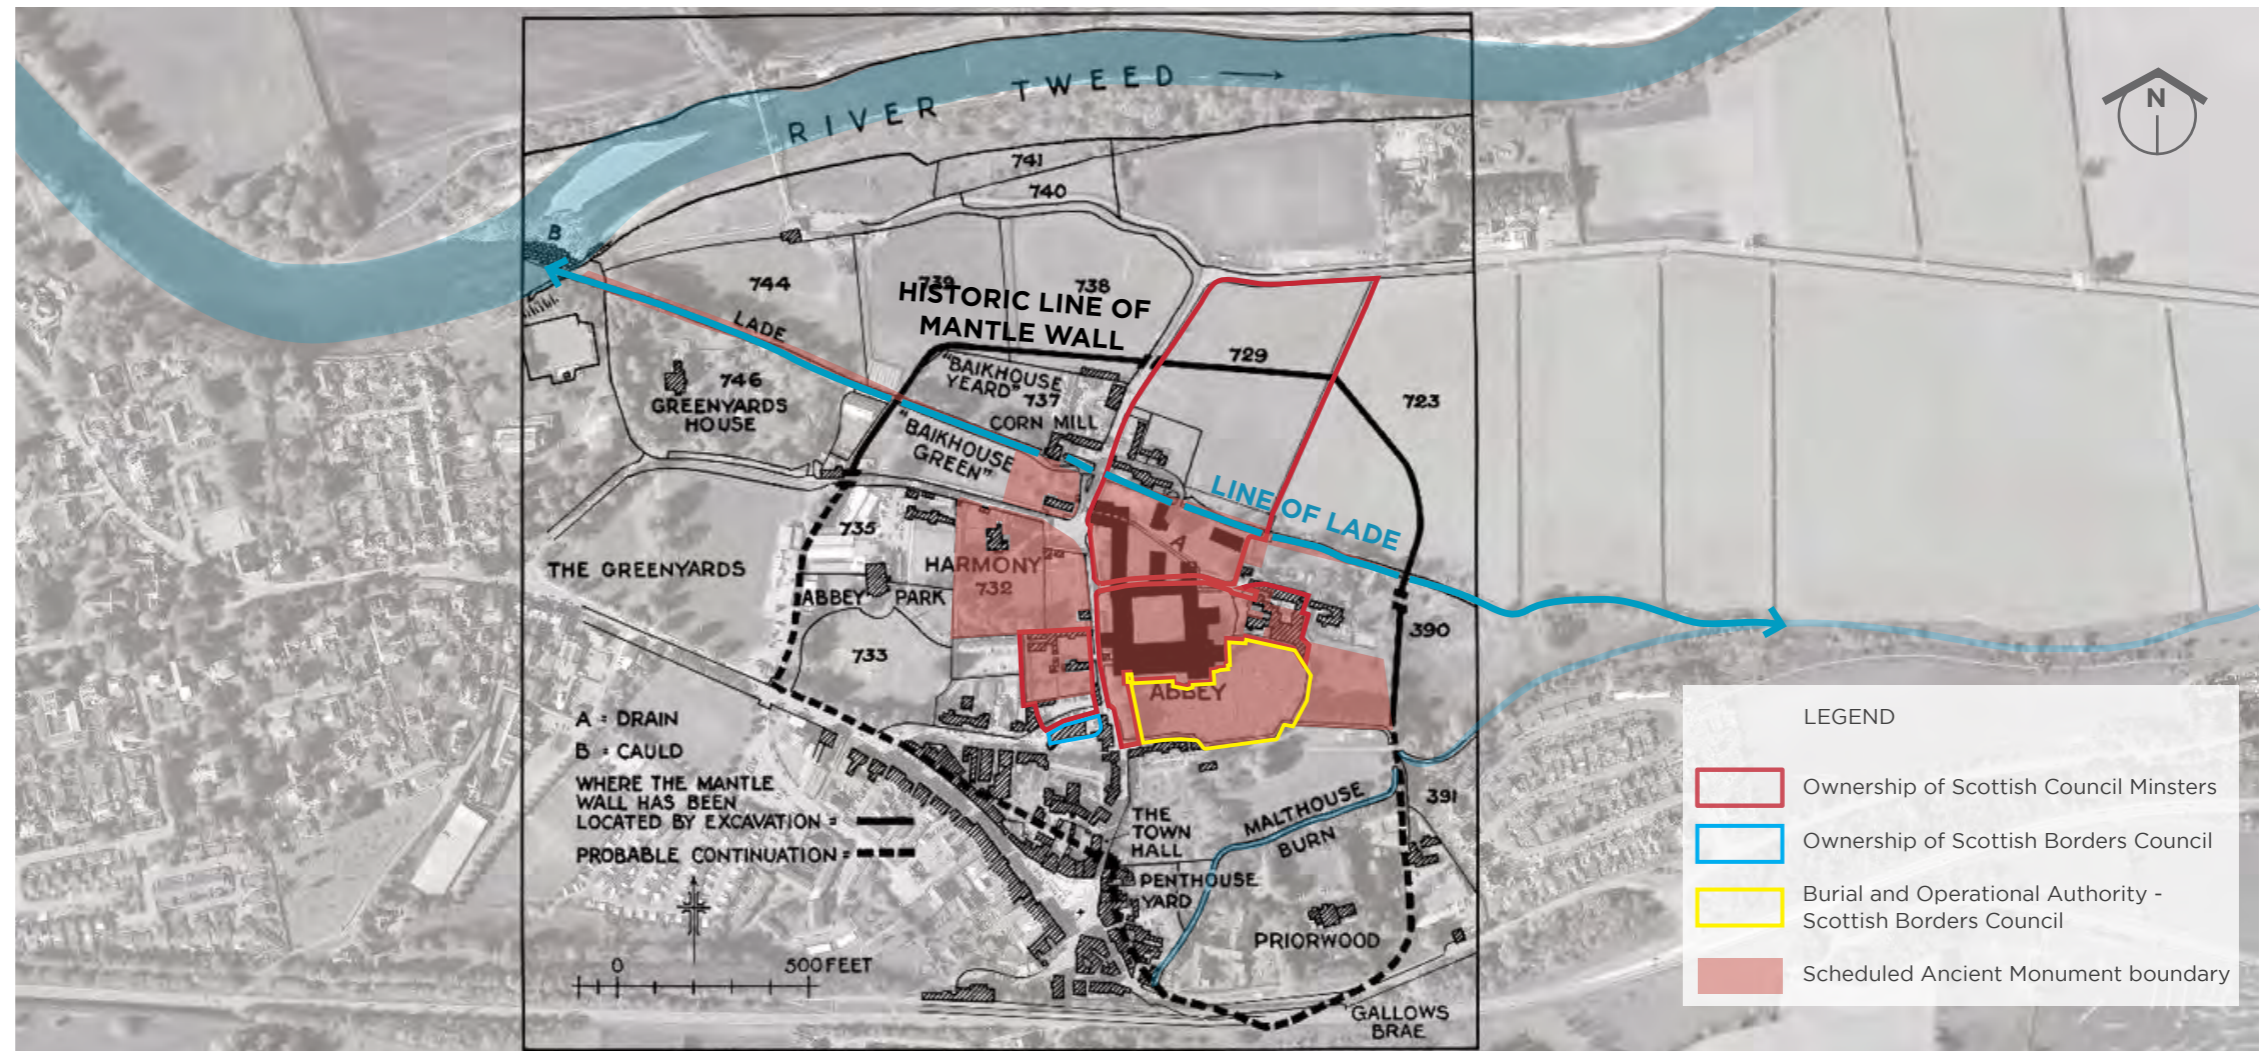 RIVER TWEED
N
741
740
B
744
739
738
HISTORIC LINE OF
MANTLE WALL
LADE
729
"BAIKHOUSE
YEARD"
737
746
GREENYARDS
HOUSE
723
CORN MILL
"BAIKHOUSE
GREEN"
LINE OF LADE
735
A
THE GREENYARDS
HARMONY
732
ABBEY PARK
390
733
ABBEY
A = DRAIN
B = CAULD
WHERE THE MANTLE
WALL HAS BEEN
LOCATED BY EXCAVATION =
PROBABLE CONTINUATION =
THE
TOWN
HALL
MALTHOUSE
BURN
391
PENTHOUSE
YARD
PRIORWOOD
0 500 FEET
GALLOWS
BRAE
LEGEND
Ownership of Scottish Council Minsters
Ownership of Scottish Borders Council
Burial and Operational Authority -
Scottish Borders Council
Scheduled Ancient Monument boundary